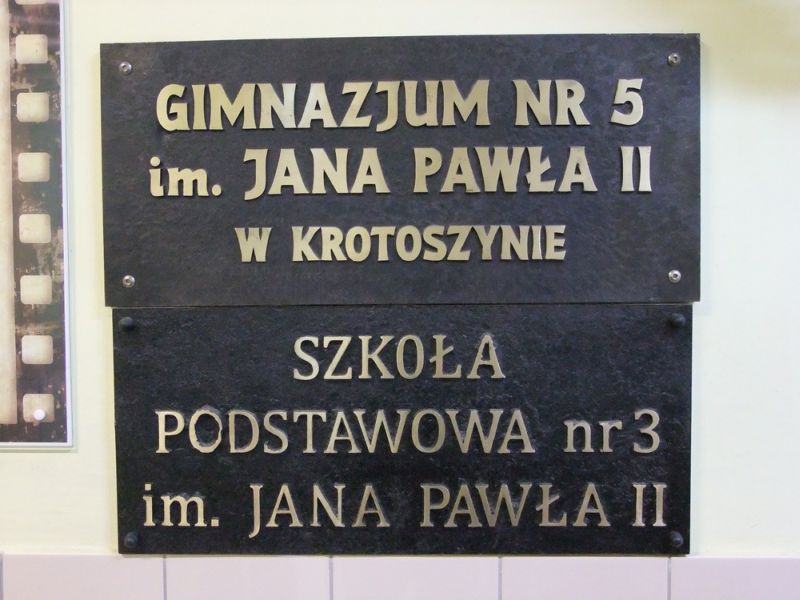 GIMNAZJUM NR 5
im. JANA PAWŁA II
W KROTOSZYNIE
SZKOŁA
PODSTAWOWA nr 3
im. JANA PAWŁA II